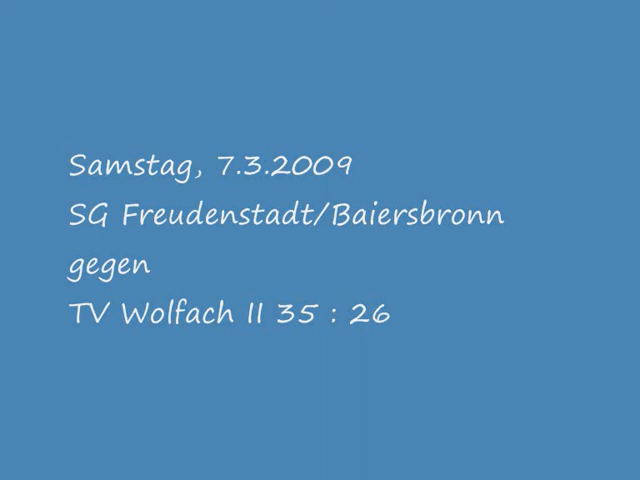 Samstag, 7.3.2009
SG Freudenstadt/Baiersbronn
gegen
TV Wolfach II 35 : 26